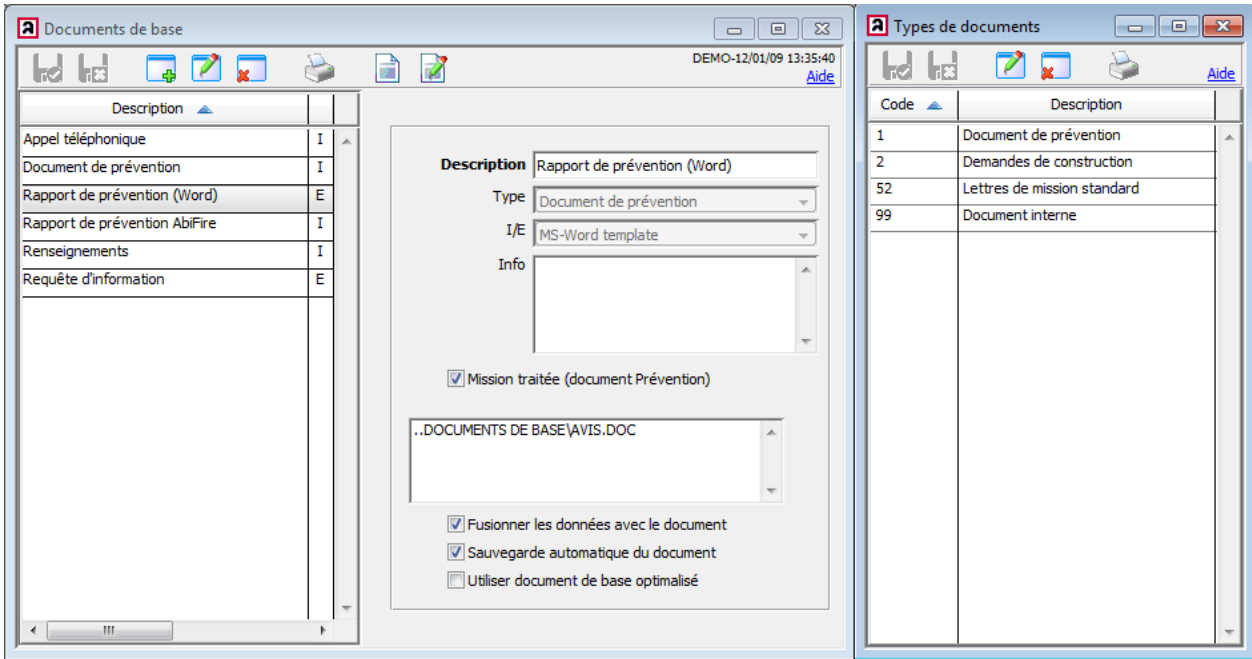 Documents de base
DEMO-12/01/09 13:35:40
Aide
Description
Appel téléphonique I
Document de prévention I
Rapport de prévention (Word) E
Rapport de prévention AbiFire I
Renseignements I
Requête d'information E
Description Rapport de prévention (Word)
Type Document de prévention
I/E MS-Word template
Info
Mission traitée (document Prévention)
..DOCUMENTS DE BASE\AVIS.DOC
Fusionner les données avec le document
Sauvegarde automatique du document
Utiliser document de base optimalisé
Types de documents
Aide
Code Description
1 Document de prévention
2 Demandes de construction
52 Lettres de mission standard
99 Document interne